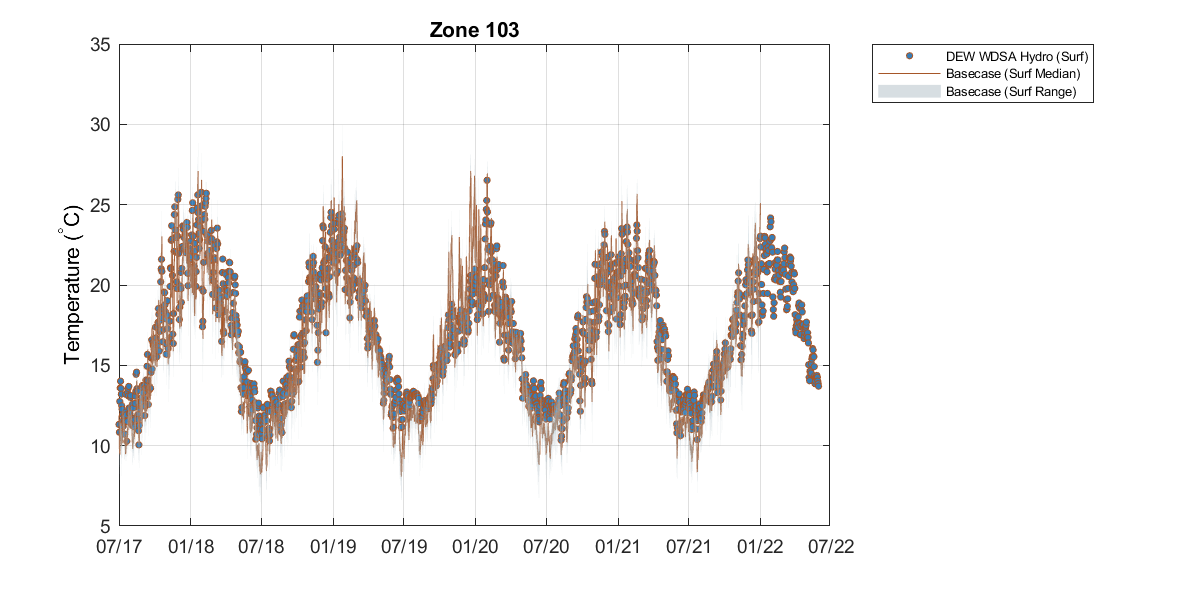 Zone 103
DEW WDSA Hydro (Surf)
Basecase (Surf Median)
Basecase (Surf Range)
Temperature (°C)
35
30
25
20
15
10
5
07/17 01/18 07/18 01/19 07/19 01/20 07/20 01/21 07/21 01/22 07/22